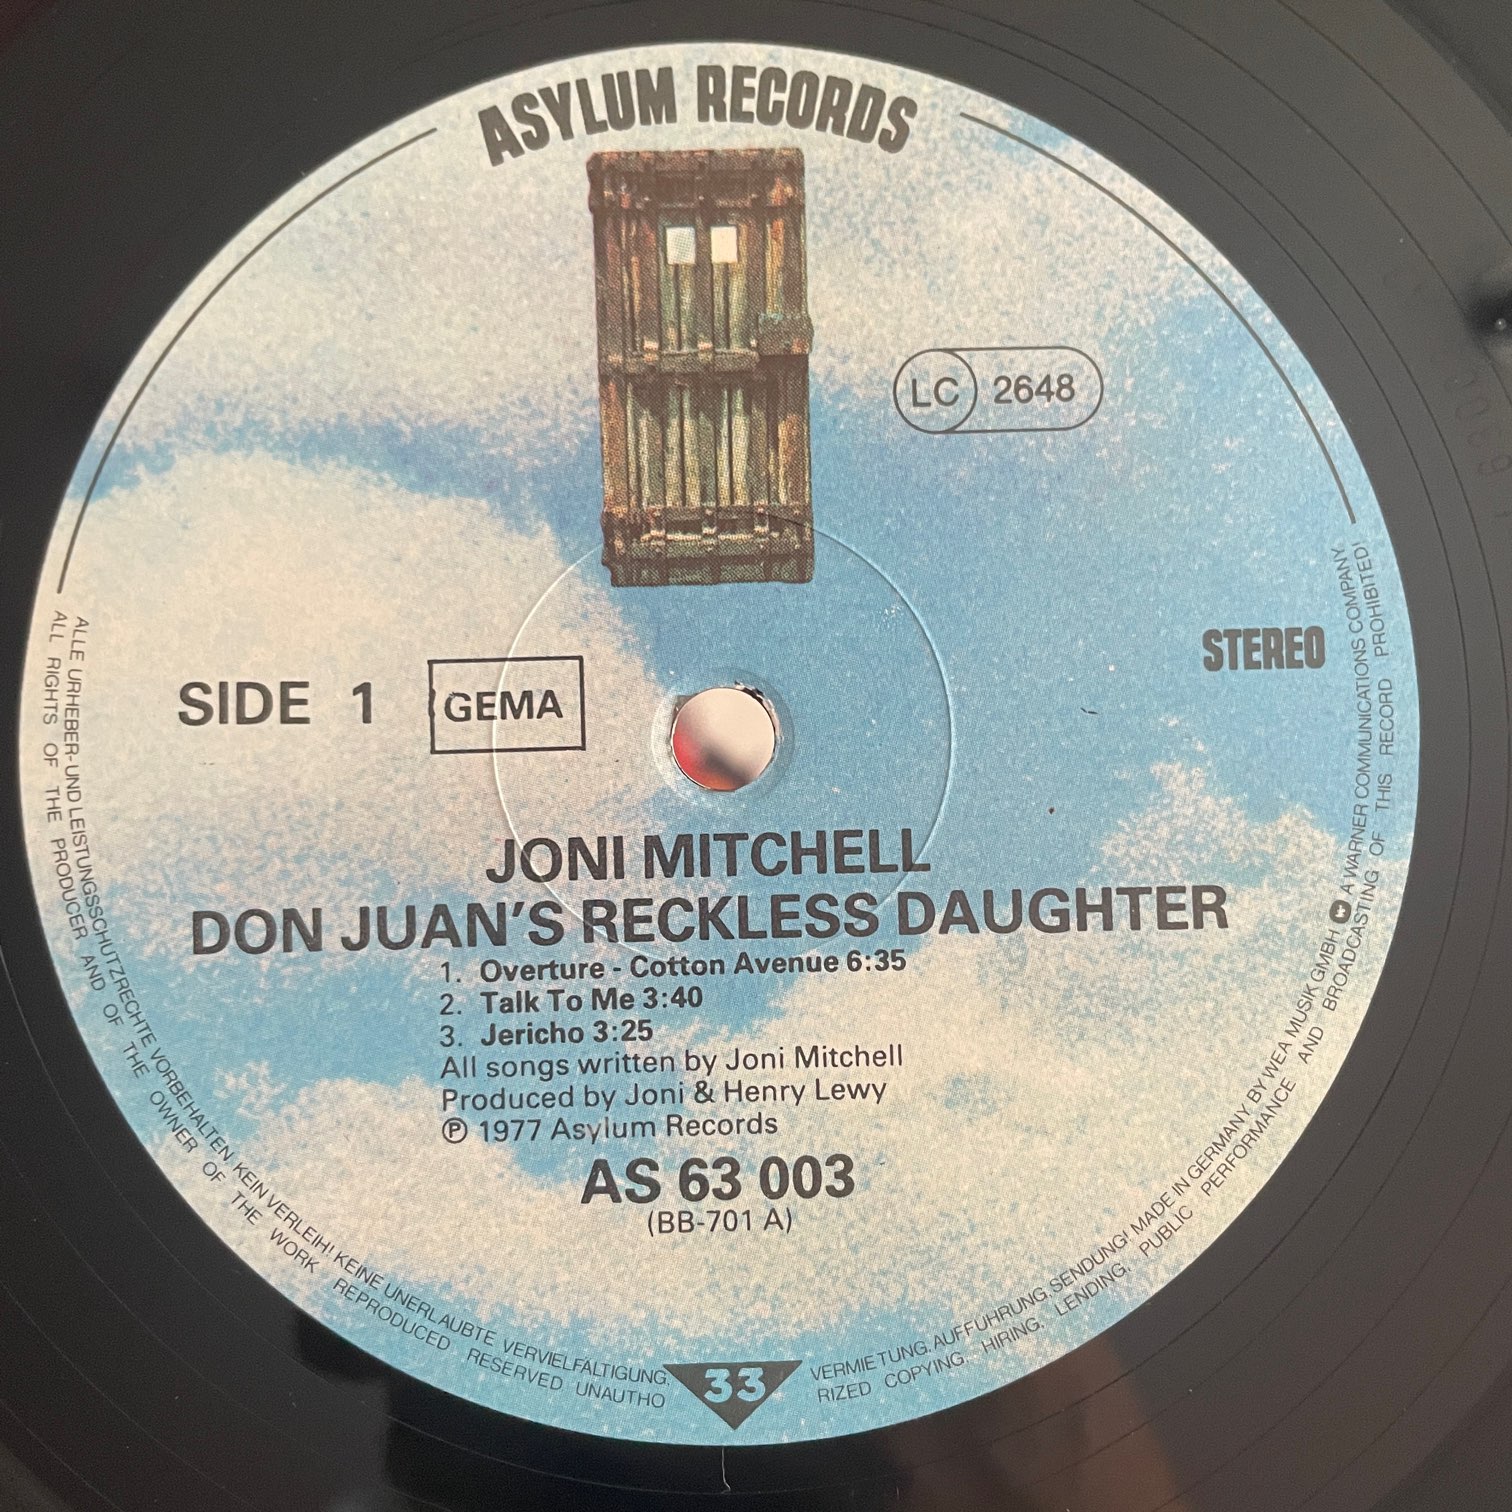 ASYLUM RECORDS
LC 2648
STEREO
SIDE 1 GEMA
JONI MITCHELL
DON JUAN'S RECKLESS DAUGHTER
1. Overture - Cotton Avenue 6:35
2. Talk To Me 3:40
3. Jericho 3:25
All songs written by Joni Mitchell
Produced by Joni & Henry Lewy
℗ 1977 Asylum Records
AS 63 003
(BB-701 A)
33
ALLE URHEBER- UND LEISTUNGSSCHUTZRECHTE VORBEHALTEN. KEIN VERLEIH! KEINE UNERLAUBTE VERVIELFÄLTIGUNG, VERMIETUNG, AUFFÜHRUNG, SENDUNG! MADE IN GERMANY BY WEA MUSIK GMBH A WARNER COMMUNICATIONS COMPANY.
ALL RIGHTS OF THE PRODUCER AND OF THE OWNER OF THE WORK REPRODUCED RESERVED UNAUTHORIZED COPYING, HIRING, LENDING, PUBLIC PERFORMANCE AND BROADCASTING OF THIS RECORD PROHIBITED!